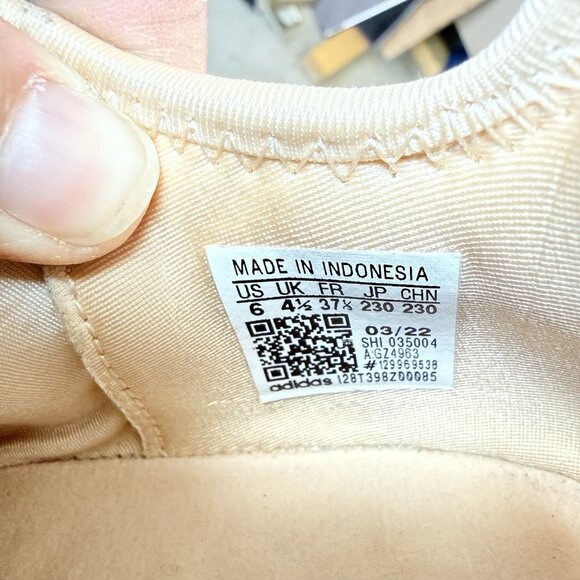 MADE IN INDONESIA
US UK FR JP CHN
6 4½ 37⅓ 230 230
03/22
SHI 035004
A:GZ4963
#129969538
adidas 128T398Z00085